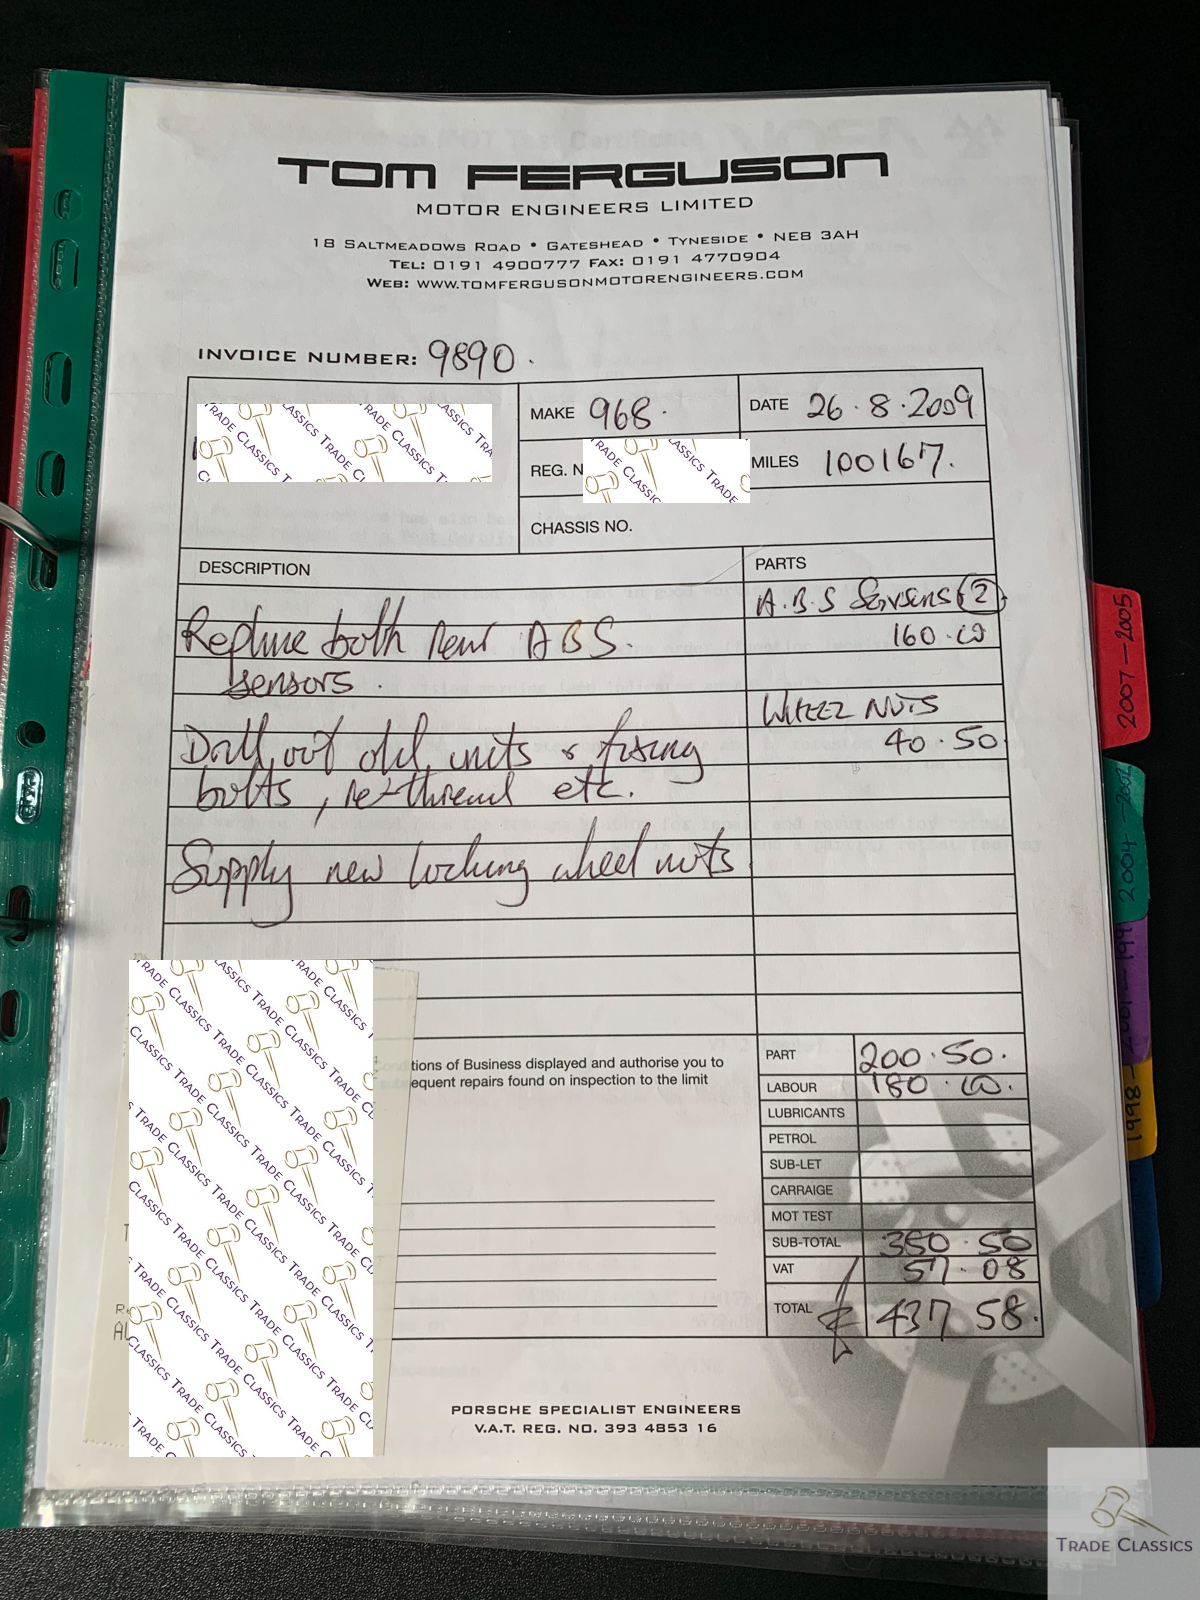 TOM FERGUSON
MOTOR ENGINEERS LIMITED
18 SALTMEADOWS ROAD • GATESHEAD • TYNESIDE • NE8 3AH
TEL: 0191 4900777 FAX: 0191 4770904
WEB: WWW.TOMFERGUSONMOTORENGINEERS.COM
INVOICE NUMBER: 9890.
MAKE 968.
DATE 26.8.2009
REG. N
MILES 100167.
CHASSIS NO.
DESCRIPTION
PARTS
A.B.S Sensors (2)
Replace both rear ABS.
160.00
sensors.
WHEEL NUTS
Drill out old units & fixing
40.50
bolts, re-thread etc.
Supply new locking wheel nuts
ditions of Business displayed and authorise you to
equent repairs found on inspection to the limit
PART 200.50.
LABOUR 180.00.
LUBRICANTS
PETROL
SUB-LET
CARRAIGE
MOT TEST
SUB-TOTAL 380.50
VAT 57.08
TOTAL £ 437 58.
PORSCHE SPECIALIST ENGINEERS
V.A.T. REG. NO. 393 4853 16
2007-2005
2004-2002
2001-199
1998-
TRADE CLASSICS